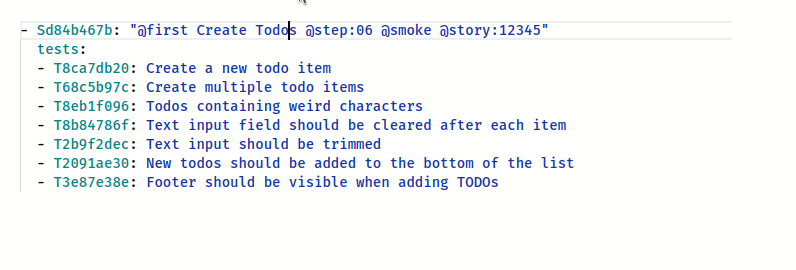 - Sd84b467b: "@first Create Todos @step:06 @smoke @story:12345"
tests:
- T8ca7db20: Create a new todo item
- T68c5b97c: Create multiple todo items
- T8eb1f096: Todos containing weird characters
- T8b84786f: Text input field should be cleared after each item
- T2b9f2dec: Text input should be trimmed
- T2091ae30: New todos should be added to the bottom of the list
- T3e87e38e: Footer should be visible when adding TODOs